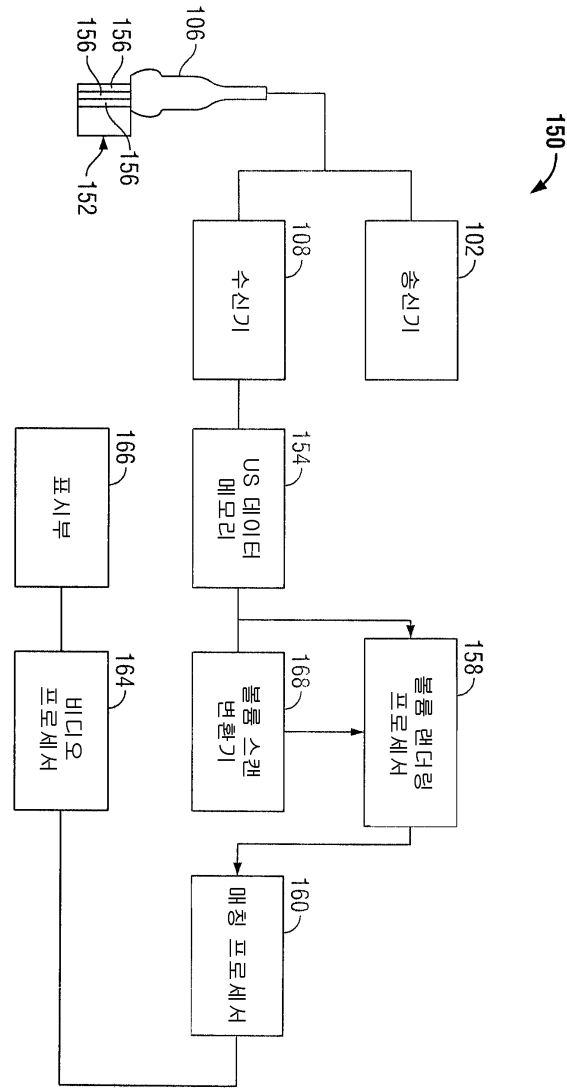 150
102
송신기
158
볼륨 랜더링
프로세서
106
108
수신기
154
US 데이터
메모리
168
볼륨 스캔
변환기
160
매칭 프로세서
156
156
156
152
166
표시부
164
비디오
프로세서